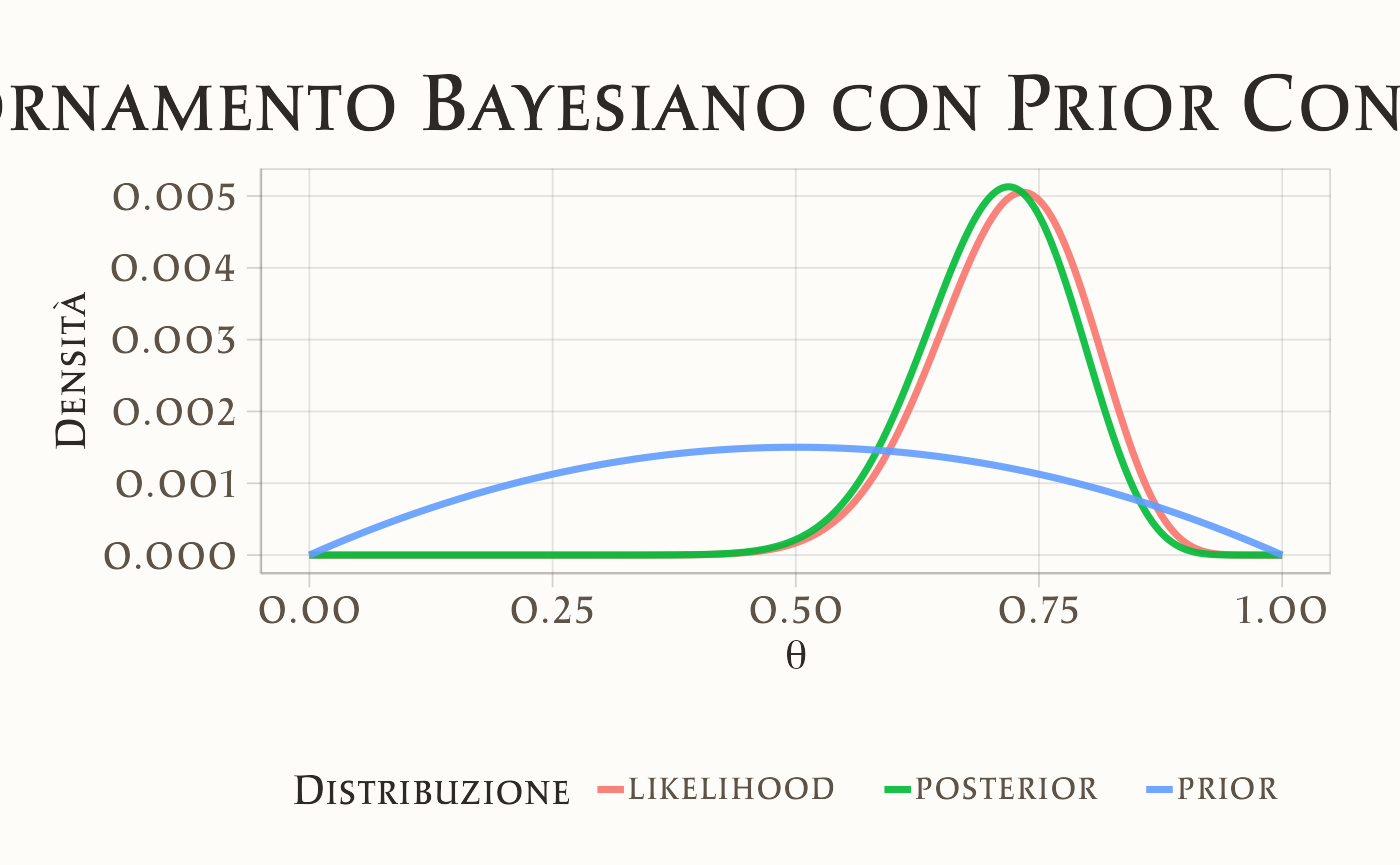 ORNAMENTO BAYESIANO CON PRIOR CON
0.005
0.004
0.003
0.002
0.001
0.000
DENSITÀ
0.00 0.25 0.50 0.75 1.00
θ
DISTRIBUZIONE LIKELIHOOD POSTERIOR PRIOR